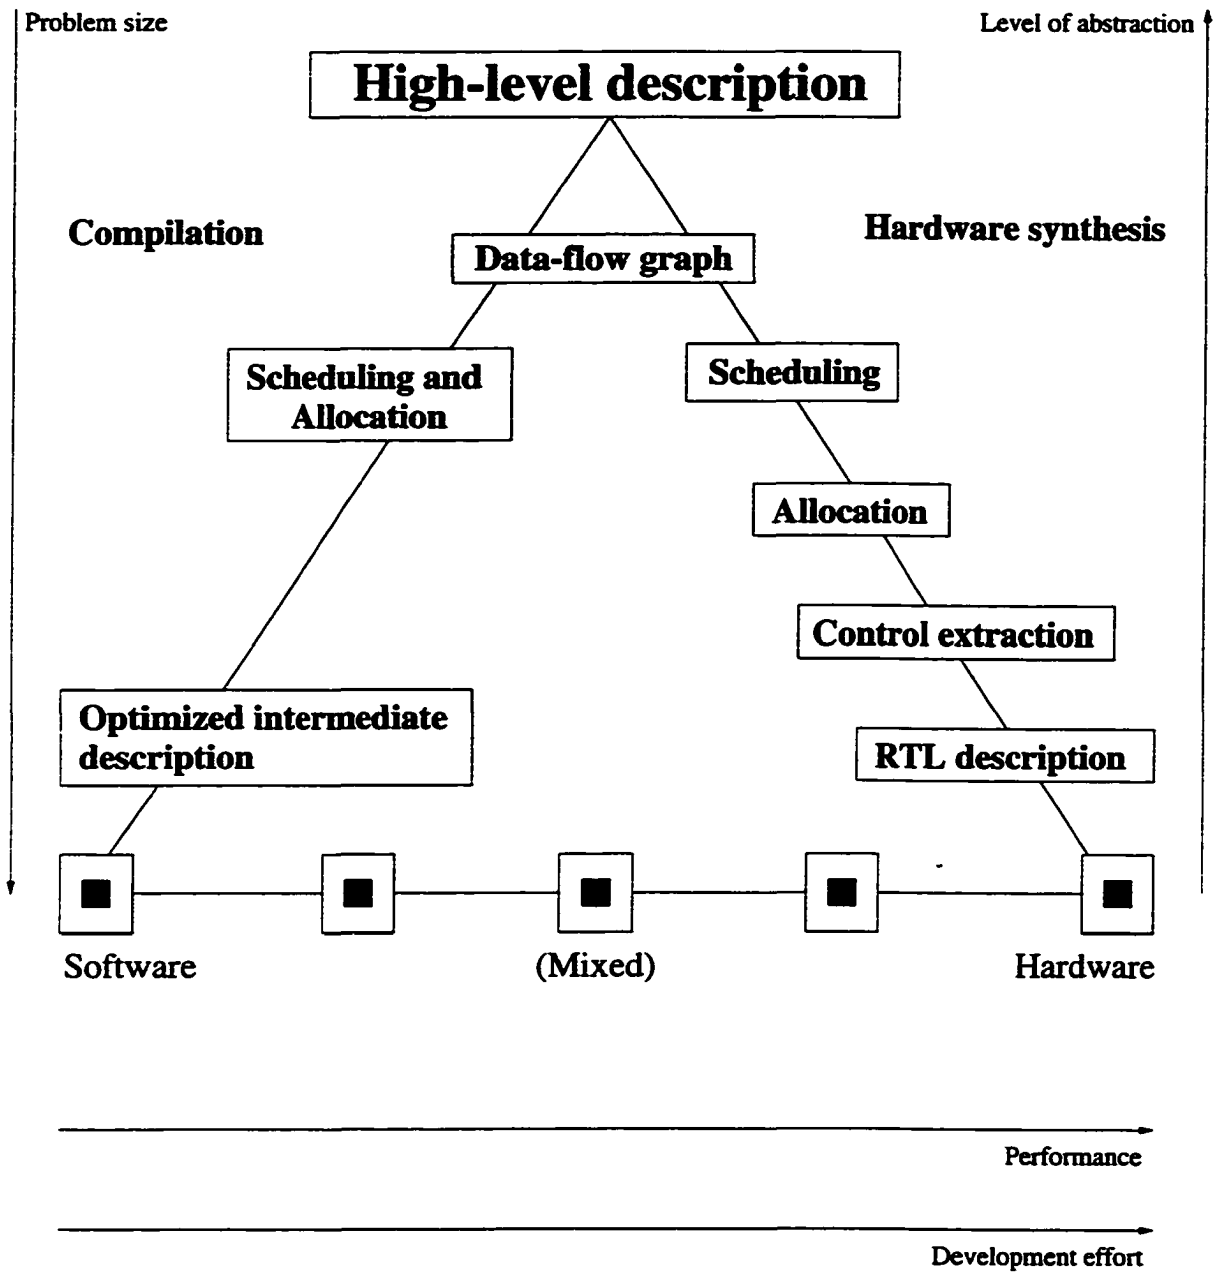 Problem size
Level of abstraction
High-level description
Compilation
Hardware synthesis
Data-flow graph
Scheduling and
Allocation
Scheduling
Allocation
Control extraction
Optimized intermediate
description
RTL description
Software
(Mixed)
Hardware
Performance
Development effort